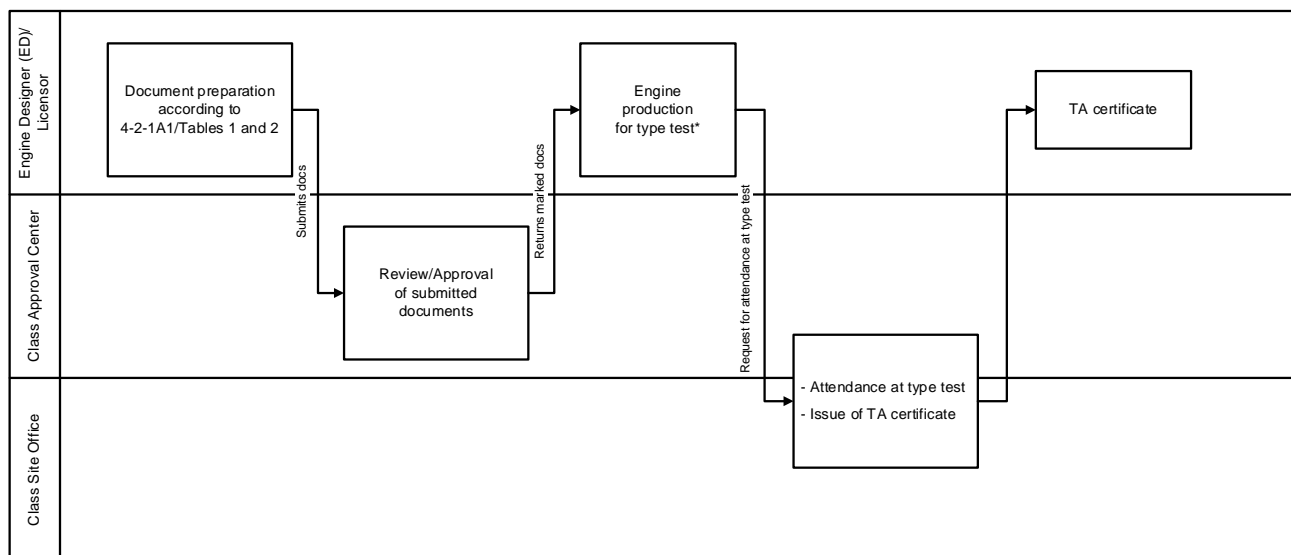 Engine Designer (ED)/
Licensor
Document preparation
according to
4-2-1A1/Tables 1 and 2
Submits docs
Returns marked docs
Engine
production
for type test*
Request for attendance at type test
TA certificate
Class Approval Center
Review/Approval
of submitted
documents
- Attendance at type test
- Issue of TA certificate
Class Site Office